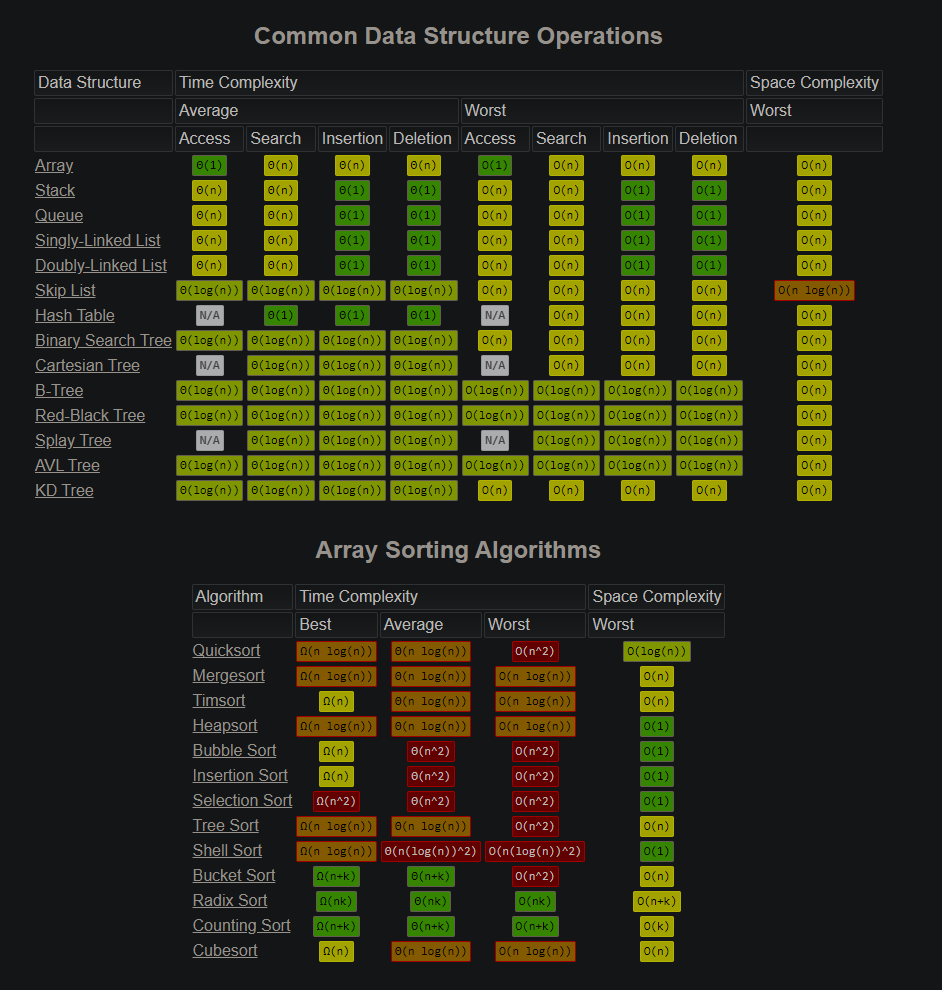 Common Data Structure Operations
Data Structure Time Complexity Space Complexity
Average Worst Worst
Access Search Insertion Deletion Access Search Insertion Deletion
Array Θ(1) Θ(n) Θ(n) Θ(n) O(1) O(n) O(n) O(n) O(n)
Stack Θ(n) Θ(n) Θ(1) Θ(1) O(n) O(n) O(1) O(1) O(n)
Queue Θ(n) Θ(n) Θ(1) Θ(1) O(n) O(n) O(1) O(1) O(n)
Singly-Linked List Θ(n) Θ(n) Θ(1) Θ(1) O(n) O(n) O(1) O(1) O(n)
Doubly-Linked List Θ(n) Θ(n) Θ(1) Θ(1) O(n) O(n) O(1) O(1) O(n)
Skip List Θ(log(n)) Θ(log(n)) Θ(log(n)) Θ(log(n)) O(n) O(n) O(n) O(n) O(n log(n))
Hash Table N/A Θ(1) Θ(1) Θ(1) N/A O(n) O(n) O(n) O(n)
Binary Search Tree Θ(log(n)) Θ(log(n)) Θ(log(n)) Θ(log(n)) O(n) O(n) O(n) O(n) O(n)
Cartesian Tree N/A Θ(log(n)) Θ(log(n)) Θ(log(n)) N/A O(n) O(n) O(n) O(n)
B-Tree Θ(log(n)) Θ(log(n)) Θ(log(n)) Θ(log(n)) O(log(n)) O(log(n)) O(log(n)) O(log(n)) O(n)
Red-Black Tree Θ(log(n)) Θ(log(n)) Θ(log(n)) Θ(log(n)) O(log(n)) O(log(n)) O(log(n)) O(log(n)) O(n)
Splay Tree N/A Θ(log(n)) Θ(log(n)) Θ(log(n)) N/A O(log(n)) O(log(n)) O(log(n)) O(n)
AVL Tree Θ(log(n)) Θ(log(n)) Θ(log(n)) Θ(log(n)) O(log(n)) O(log(n)) O(log(n)) O(log(n)) O(n)
KD Tree Θ(log(n)) Θ(log(n)) Θ(log(n)) Θ(log(n)) O(n) O(n) O(n) O(n) O(n)
Array Sorting Algorithms
Algorithm Time Complexity Space Complexity
Best Average Worst Worst
Quicksort Ω(n log(n)) Θ(n log(n)) O(n^2) O(log(n))
Mergesort Ω(n log(n)) Θ(n log(n)) O(n log(n)) O(n)
Timsort Ω(n) Θ(n log(n)) O(n log(n)) O(n)
Heapsort Ω(n log(n)) Θ(n log(n)) O(n log(n)) O(1)
Bubble Sort Ω(n) Θ(n^2) O(n^2) O(1)
Insertion Sort Ω(n) Θ(n^2) O(n^2) O(1)
Selection Sort Ω(n^2) Θ(n^2) O(n^2) O(1)
Tree Sort Ω(n log(n)) Θ(n log(n)) O(n^2) O(n)
Shell Sort Ω(n log(n)) Θ(n(log(n))^2) O(n(log(n))^2) O(1)
Bucket Sort Ω(n+k) Θ(n+k) O(n^2) O(n)
Radix Sort Ω(nk) Θ(nk) O(nk) O(n+k)
Counting Sort Ω(n+k) Θ(n+k) O(n+k) O(k)
Cubesort Ω(n) Θ(n log(n)) O(n log(n)) O(n)